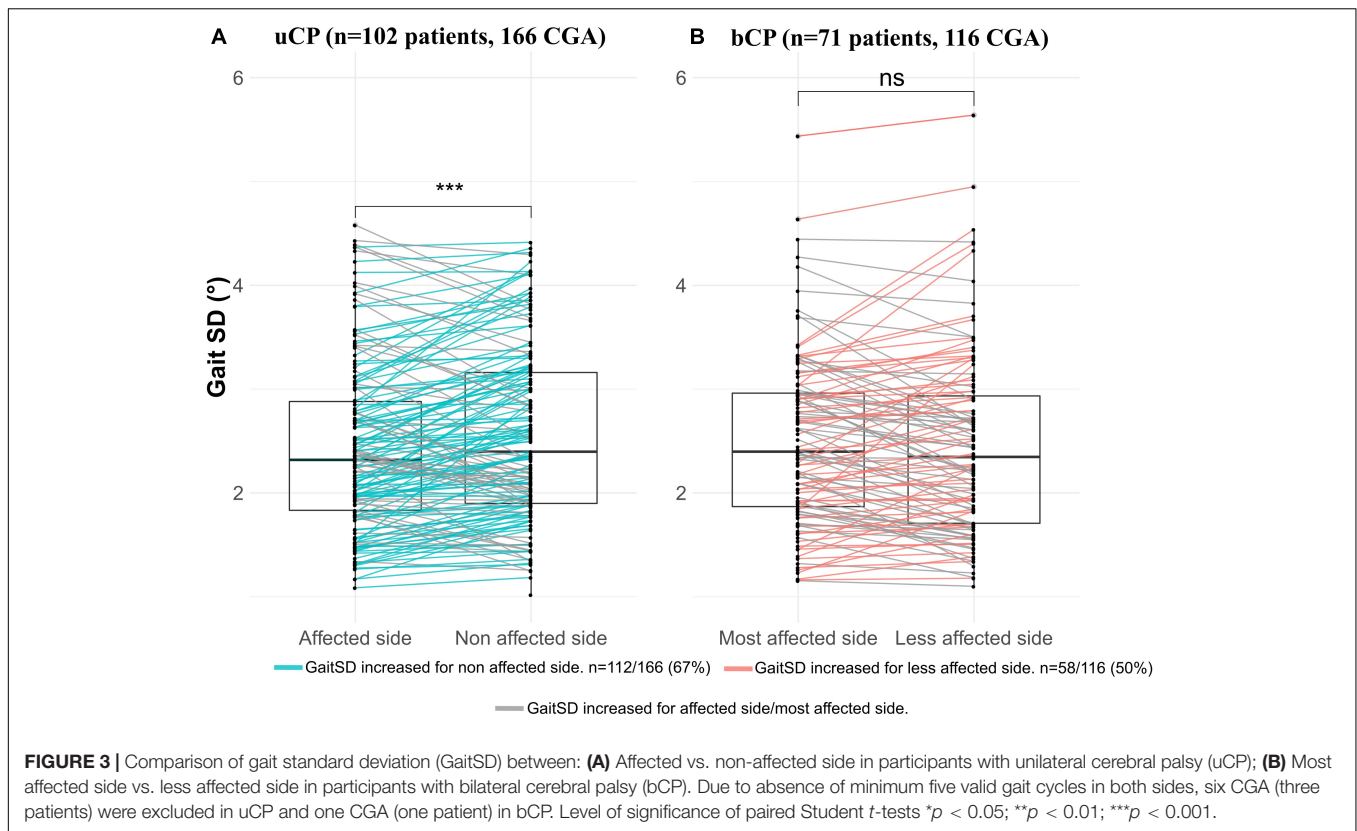 A uCP (n=102 patients, 166 CGA)
B bCP (n=71 patients, 116 CGA)
6
4
2
Gait SD (°)
***
Affected side
Non affected side
6
4
2
ns
Most affected side
Less affected side
GaitSD increased for non affected side. n=112/166 (67%)
GaitSD increased for less affected side. n=58/116 (50%)
GaitSD increased for affected side/most affected side.
FIGURE 3 | Comparison of gait standard deviation (GaitSD) between: (A) Affected vs. non-affected side in participants with unilateral cerebral palsy (uCP); (B) Most
affected side vs. less affected side in participants with bilateral cerebral palsy (bCP). Due to absence of minimum five valid gait cycles in both sides, six CGA (three
patients) were excluded in uCP and one CGA (one patient) in bCP. Level of significance of paired Student t-tests *p < 0.05; **p < 0.01; ***p < 0.001.